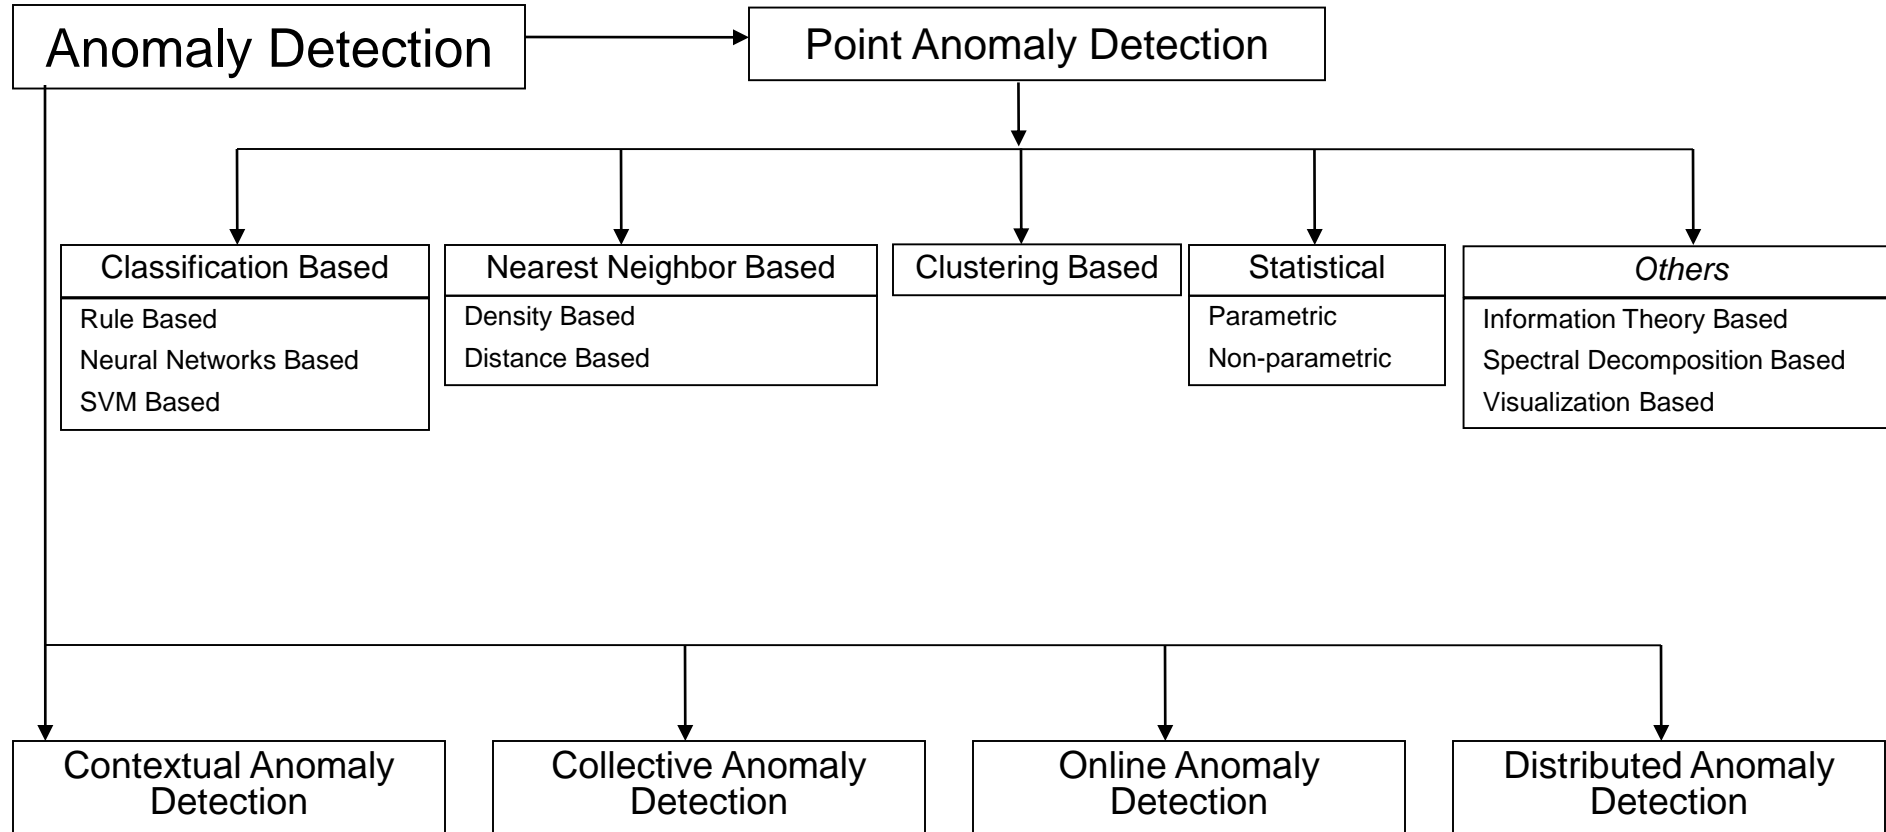 Anomaly Detection
Point Anomaly Detection
Classification Based
Rule Based
Neural Networks Based
SVM Based
Nearest Neighbor Based
Density Based
Distance Based
Clustering Based
Statistical
Parametric
Non-parametric
Others
Information Theory Based
Spectral Decomposition Based
Visualization Based
Contextual Anomaly
Detection
Collective Anomaly
Detection
Online Anomaly
Detection
Distributed Anomaly
Detection